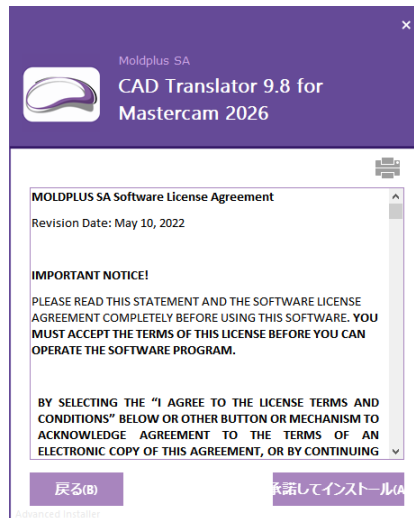 ×
Moldplus SA
CAD Translator 9.8 for
Mastercam 2026
MOLDPLUS SA Software License Agreement
Revision Date: May 10, 2022
IMPORTANT NOTICE!
PLEASE READ THIS STATEMENT AND THE SOFTWARE LICENSE
AGREEMENT COMPLETELY BEFORE USING THIS SOFTWARE. YOU
MUST ACCEPT THE TERMS OF THIS LICENSE BEFORE YOU CAN
OPERATE THE SOFTWARE PROGRAM.
BY SELECTING THE “I AGREE TO THE LICENSE TERMS AND
CONDITIONS” BELOW OR OTHER BUTTON OR MECHANISM TO
ACKNOWLEDGE AGREEMENT TO THE TERMS OF AN
ELECTRONIC COPY OF THIS AGREEMENT, OR BY CONTINUING
戻る(B)
承諾してインストール(A
Advanced Installer